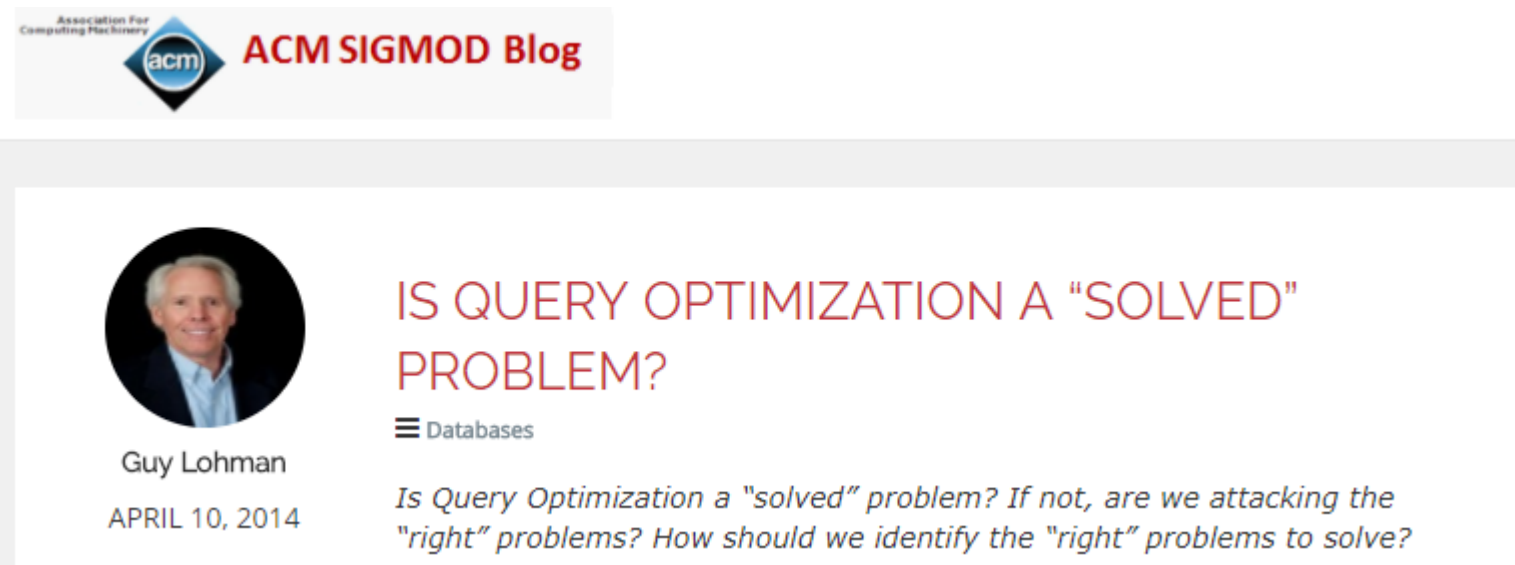 Association For
Computing Machinery
acm
ACM SIGMOD Blog
IS QUERY OPTIMIZATION A “SOLVED”
PROBLEM?
Databases
Guy Lohman
APRIL 10, 2014
Is Query Optimization a “solved” problem? If not, are we attacking the
“right” problems? How should we identify the “right” problems to solve?